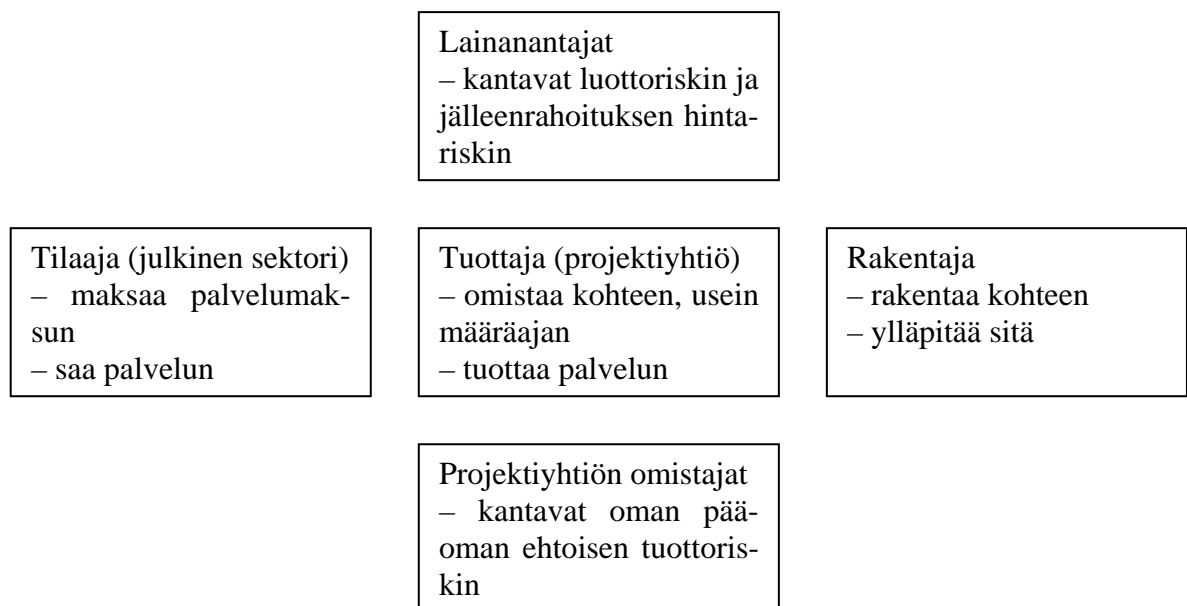 Lainanantajat
– kantavat luottoriskin ja
jälleenrahoituksen hinta-
riskin
Tilaaja (julkinen sektori)
– maksaa palvelumak-
sun
– saa palvelun
Tuottaja (projektiyhtiö)
– omistaa kohteen, usein
määräajan
– tuottaa palvelun
Rakentaja
– rakentaa kohteen
– ylläpitää sitä
Projektiyhtiön omistajat
– kantavat oman pää-
oman ehtoisen tuottoris-
kin